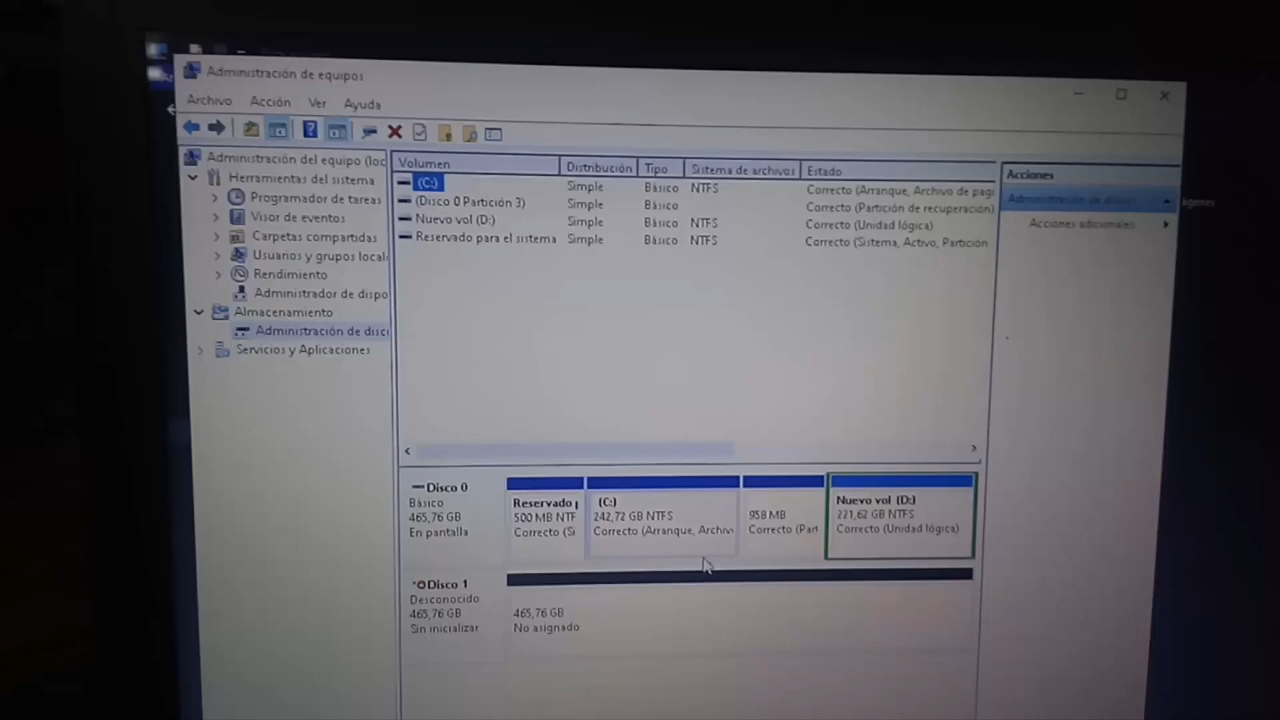 Administración de equipos
Archivo Acción Ver Ayuda
Administración del equipo (loc
Herramientas del sistema
Programador de tareas
Visor de eventos
Carpetas compartidas
Usuarios y grupos local
Rendimiento
Administrador de dispo
Almacenamiento
Administración de disc
Servicios y Aplicaciones
Volumen Distribución Tipo Sistema de archivos Estado
(C:) Simple Básico NTFS Correcto (Arranque, Archivo de pagi
(Disco 0 Partición 3) Simple Básico Correcto (Partición de recuperación)
Nuevo vol (D:) Simple Básico NTFS Correcto (Unidad lógica)
Reservado para el sistema Simple Básico NTFS Correcto (Sistema, Activo, Partición
Acciones
Administración de disc
Acciones adicionales
ágenes
Disco 0
Básico
465,76 GB
En pantalla
Reservado
500 MB NTF
Correcto (Si
(C:)
242,72 GB NTFS
Correcto (Arranque, Archiv
958 MB
Correcto (Part
Nuevo vol (D:)
221,62 GB NTFS
Correcto (Unidad lógica)
Disco 1
Desconocido
465,76 GB
Sin inicializar
465,76 GB
No asignado